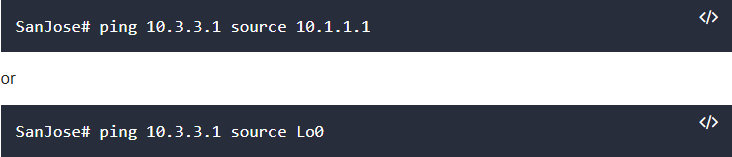 SanJose# ping 10.3.3.1 source 10.1.1.1
</>
or
SanJose# ping 10.3.3.1 source Lo0
</>